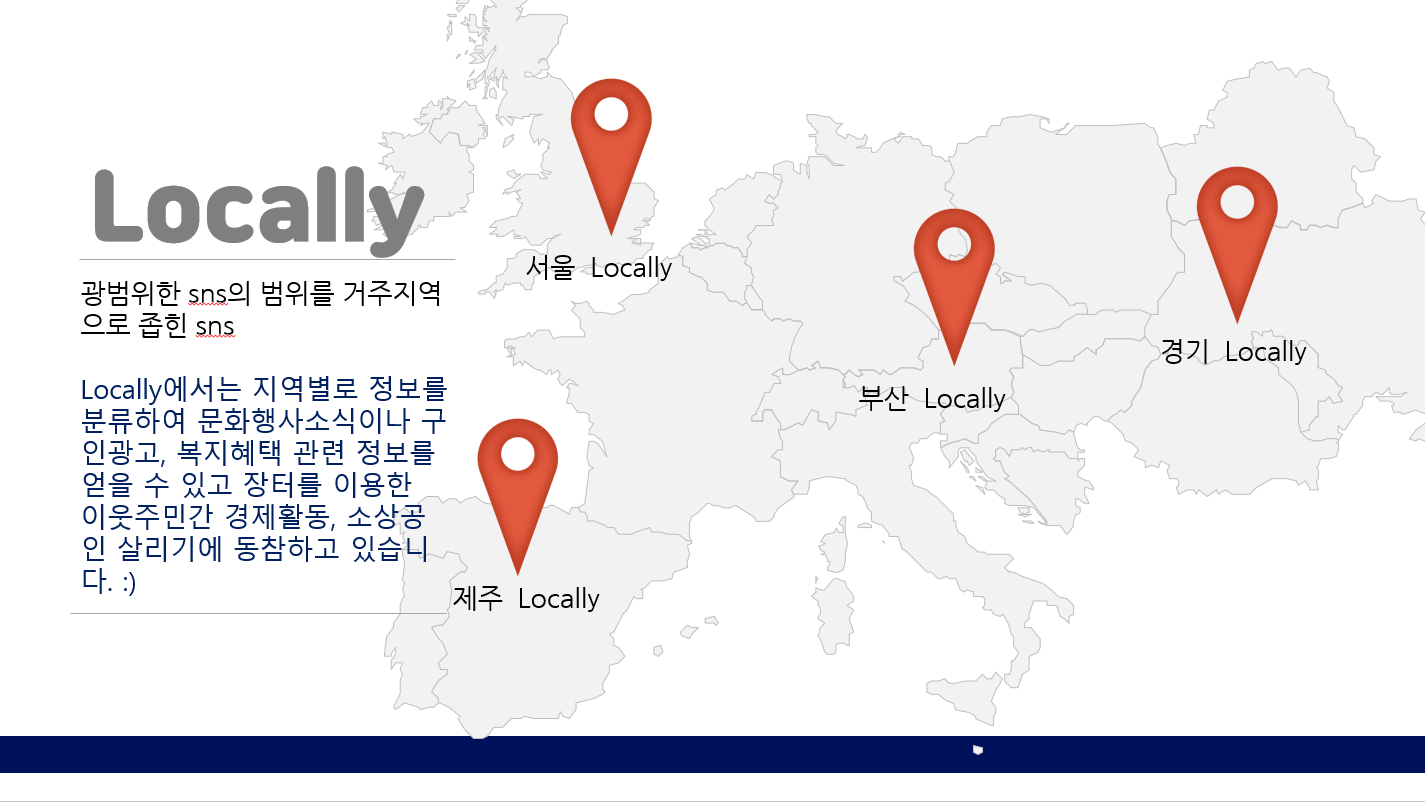 Locally
광범위한 sns의 범위를 거주지역
으로 좁힌 sns
Locally에서는 지역별로 정보를
분류하여 문화행사소식이나 구
인광고, 복지혜택 관련 정보를
얻을 수 있고 장터를 이용한
이웃주민간 경제활동, 소상공
인 살리기에 동참하고 있습니
다. :)
서울 Locally
부산 Locally
경기 Locally
제주 Locally